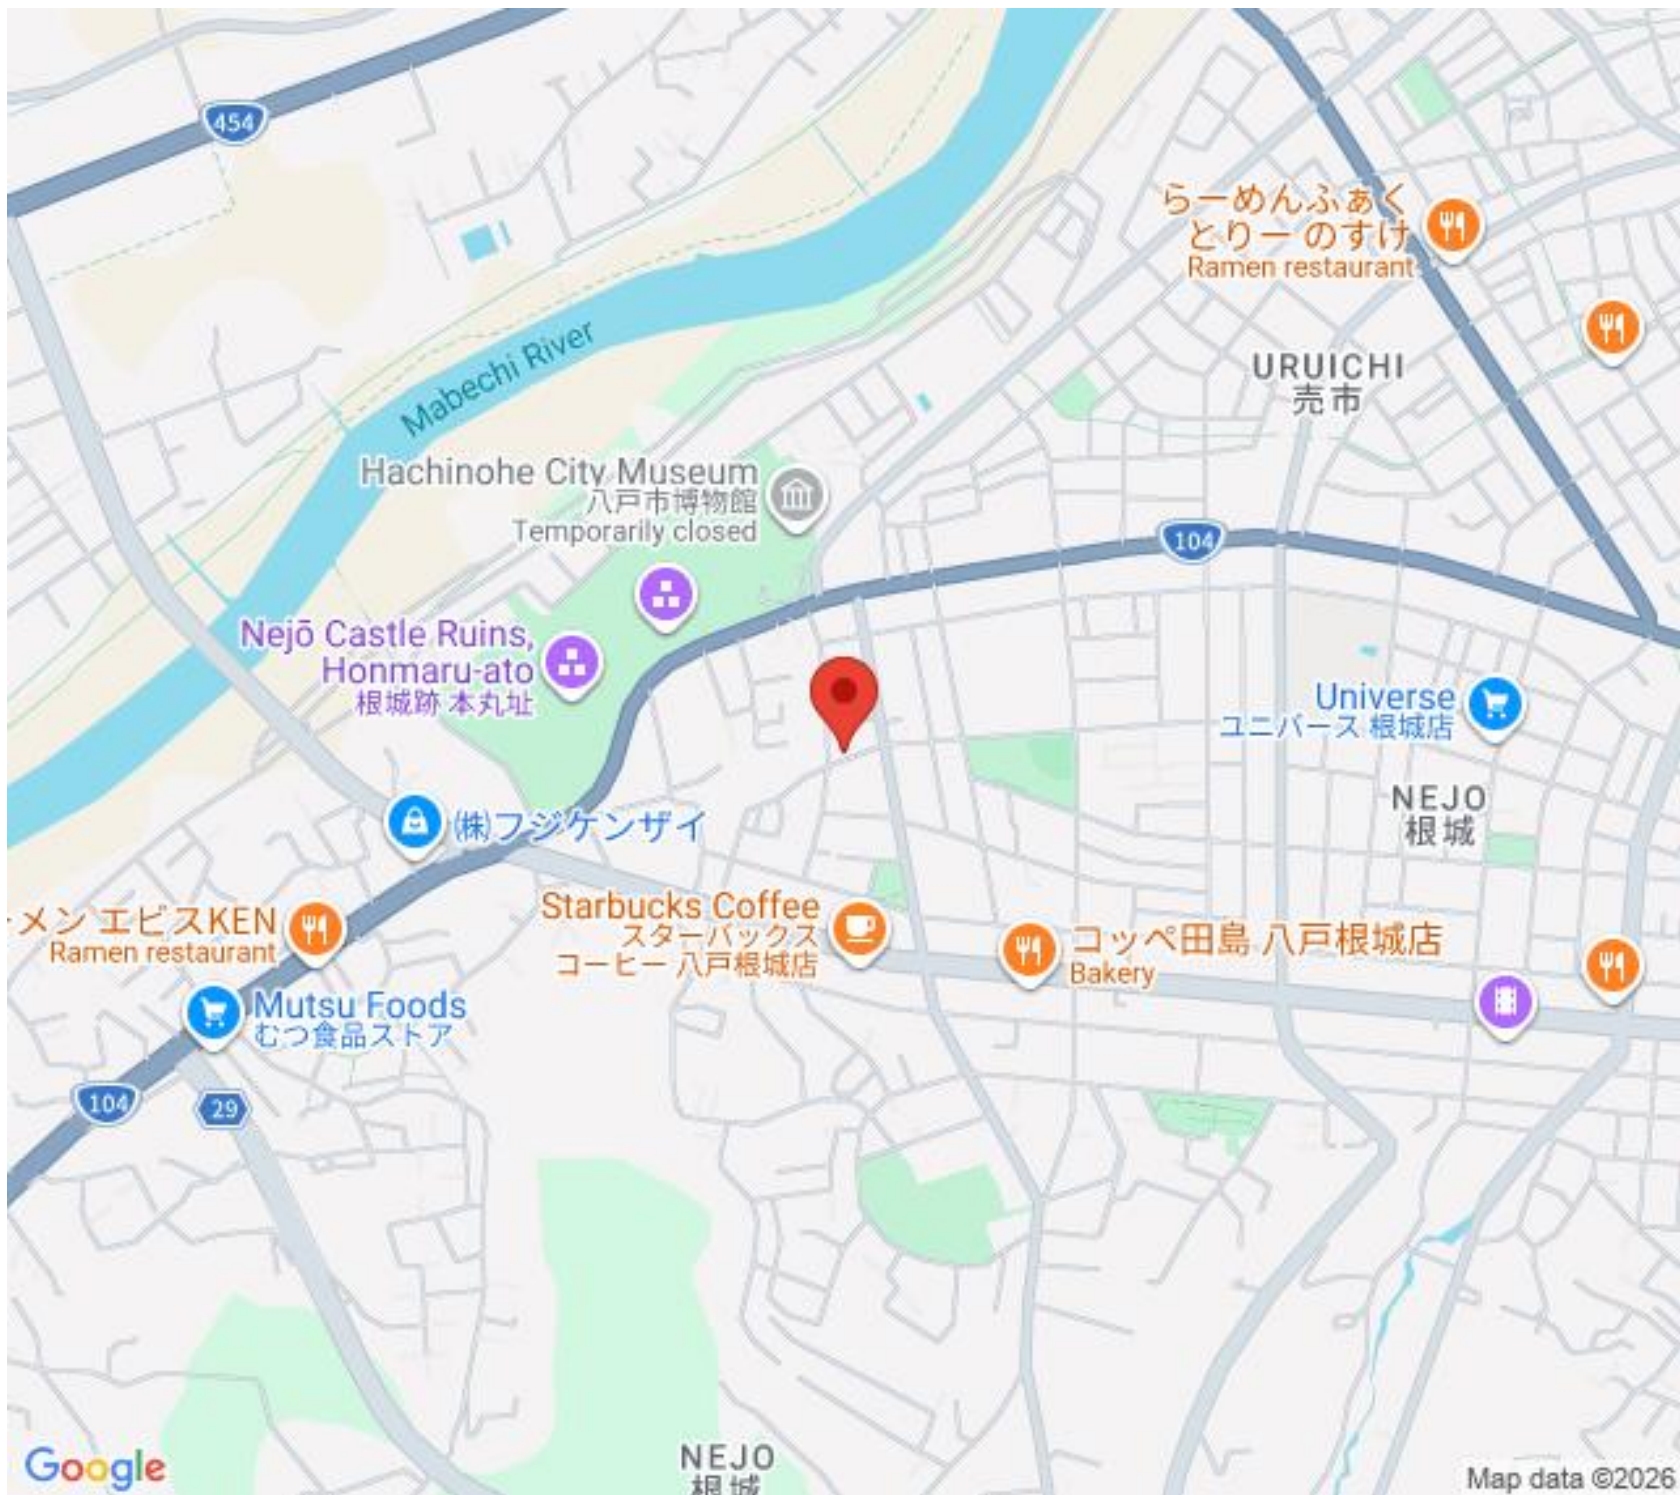 454
らーめんふぁく
とりー のすけ
Ramen restaurant
Mabechi River
URUICHI
売市
Hachinohe City Museum
八戸市博物館
Temporarily closed
104
Nejō Castle Ruins,
Honmaru-ato
根城跡 本丸址
Universe
ユニバース 根城店
NEJO
根城
㈱フジケンザイ
Starbucks Coffee
スターバックス
コーヒー 八戸根城店
ーメン エビスKEN
Ramen restaurant
コッペ田島 八戸根城店
Bakery
Mutsu Foods
むつ食品ストア
104
29
NEJO
根城
Google
Map data ©2026